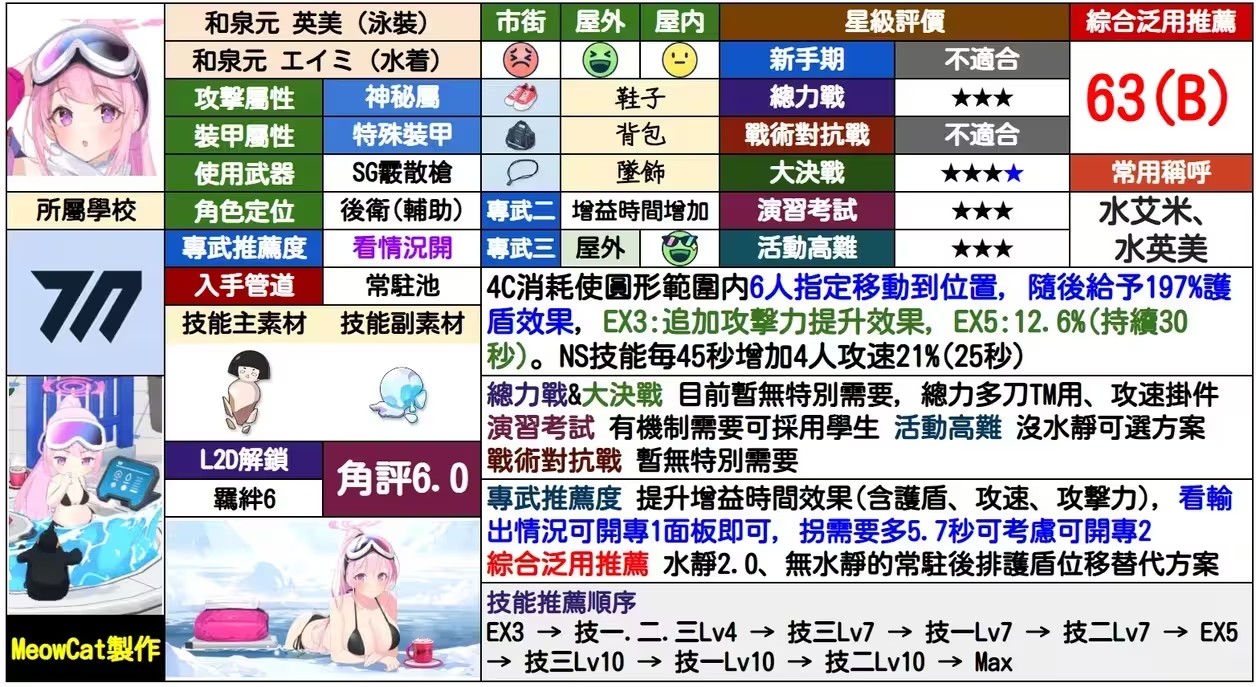 和泉元 英美（泳裝）
和泉元 エイミ（水着）
攻擊屬性 神秘屬
裝甲屬性 特殊裝甲
使用武器 SG霰散槍
所屬學校
角色定位 後衛(輔助)
專武推薦度 看情況開
入手管道 常駐池
技能主素材 技能副素材
L2D解鎖
羈絆6
角評6.0
MeowCat製作
市街 屋外 屋内
鞋子
背包
墜飾
專武二 增益時間增加
專武三 屋外
星級評價
新手期 不適合
總力戰 ★★★
戰術對抗戰 不適合
大決戰 ★★★★
演習考試 ★★★
活動高難 ★★★
綜合泛用推薦
63(B)
常用稱呼
水艾米、
水英美
4C消耗使圓形範圍内6人指定移動到位置, 隨後給予197%護
盾效果, EX3:追加攻擊力提升效果, EX5:12.6%(持續30
秒)。NS技能每45秒增加4人攻速21%(25秒)
總力戰&大決戰 目前暫無特別需要, 總力多刀TM用、攻速掛件
演習考試 有機制需要可採用學生 活動高難 沒水靜可選方案
戰術對抗戰 暫無特別需要
專武推薦度 提升增益時間效果(含護盾、攻速、攻擊力), 看輸
出情況可開專1面板即可, 拐需要多5.7秒可考慮可開專2
綜合泛用推薦 水靜2.0、無水靜的常駐後排護盾位移替代方案
技能推薦順序
EX3 → 技一.二.三Lv4 → 技三Lv7 → 技一Lv7 → 技二Lv7 → EX5
→ 技三Lv10 → 技一Lv10 → 技二Lv10 → Max